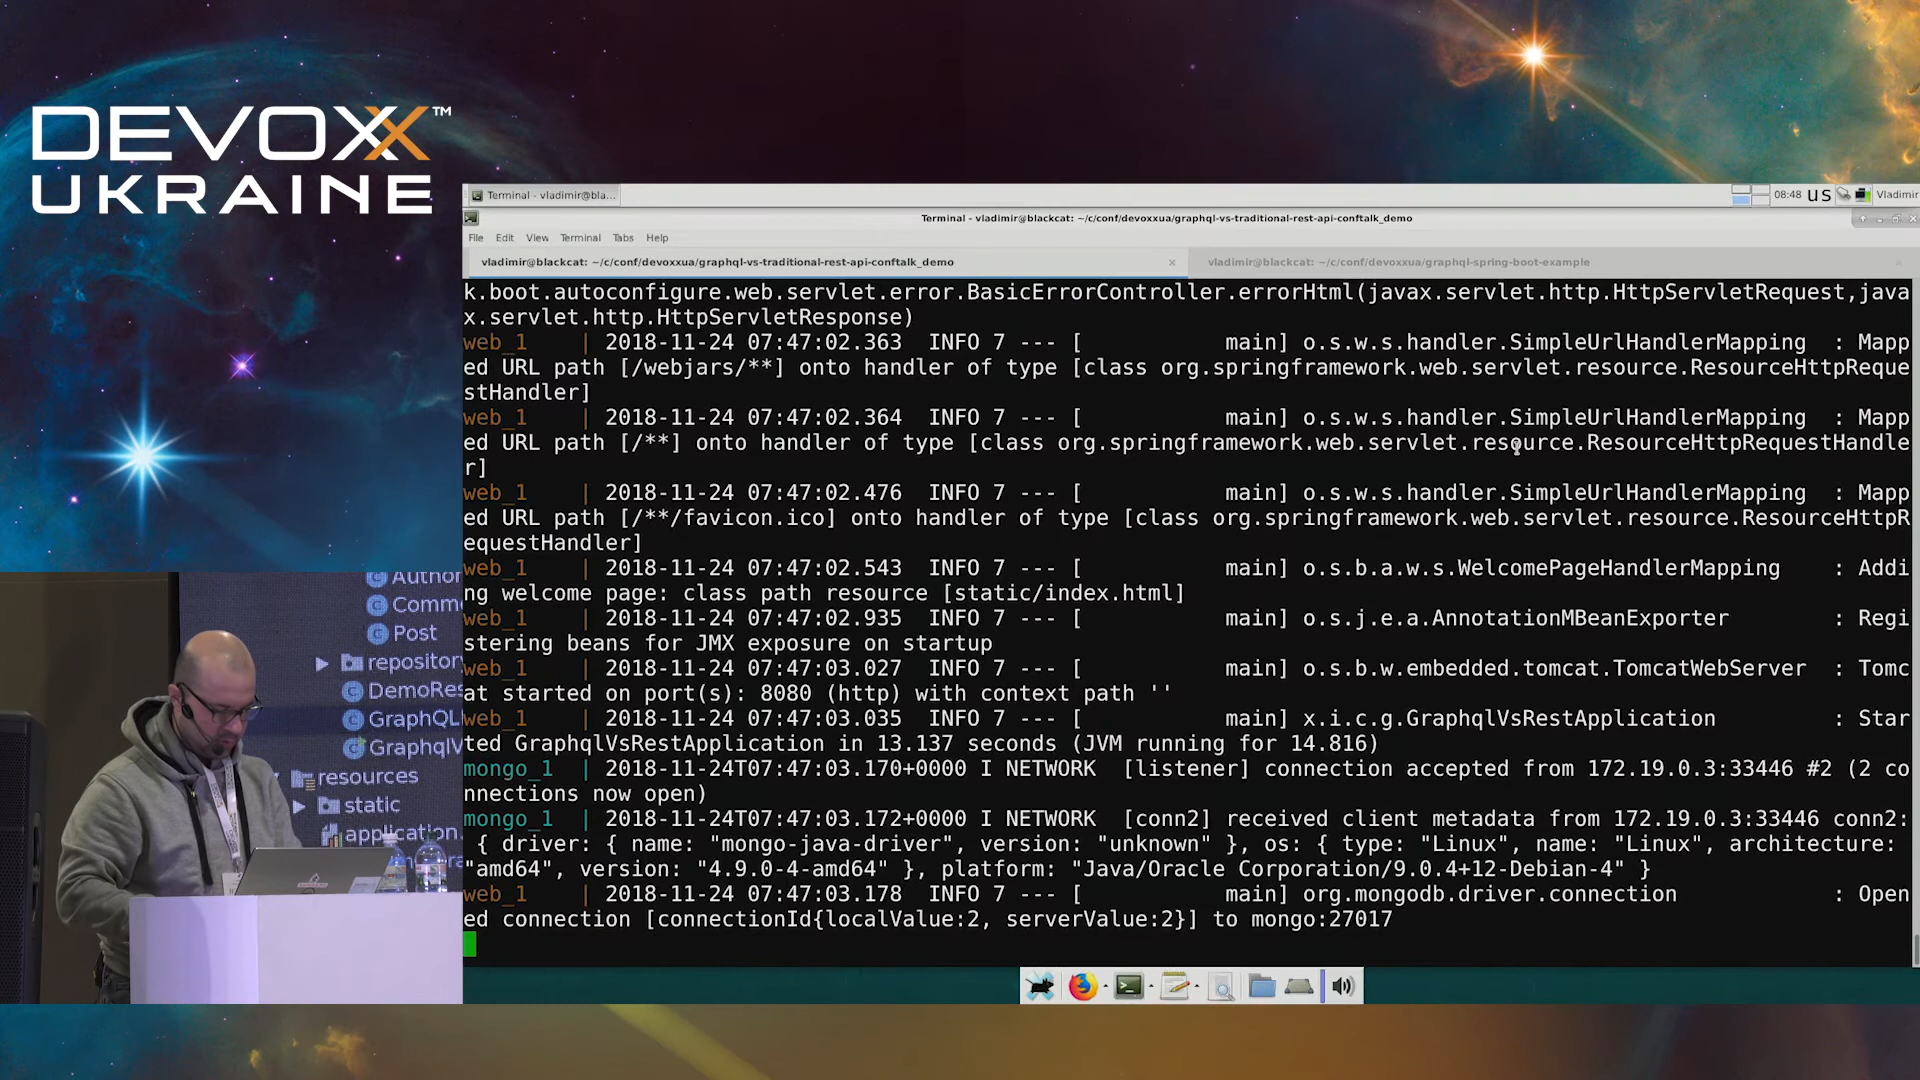 DEVOXX™
UKRAINE
Terminal - vladimir@bla...
08:48 us Vladimir
Terminal - vladimir@blackcat: ~/c/conf/devoxxua/graphql-vs-traditional-rest-api-conftalk_demo
File Edit View Terminal Tabs Help
vladimir@blackcat: ~/c/conf/devoxxua/graphql-vs-traditional-rest-api-conftalk_demo
vladimir@blackcat: ~/c/conf/devoxxua/graphql-spring-boot-example
k.boot.autoconfigure.web.servlet.error.BasicErrorController.errorHtml(javax.servlet.http.HttpServletRequest,java
x.servlet.http.HttpServletResponse)
web_1 | 2018-11-24 07:47:02.363 INFO 7 --- [ main] o.s.w.s.handler.SimpleUrlHandlerMapping : Mapp
ed URL path [/webjars/**] onto handler of type [class org.springframework.web.servlet.resource.ResourceHttpReque
stHandler]
web_1 | 2018-11-24 07:47:02.364 INFO 7 --- [ main] o.s.w.s.handler.SimpleUrlHandlerMapping : Mapp
ed URL path [/**] onto handler of type [class org.springframework.web.servlet.resource.ResourceHttpRequestHandle
r]
web_1 | 2018-11-24 07:47:02.476 INFO 7 --- [ main] o.s.w.s.handler.SimpleUrlHandlerMapping : Mapp
ed URL path [/**/favicon.ico] onto handler of type [class org.springframework.web.servlet.resource.ResourceHttpR
equestHandler]
web_1 | 2018-11-24 07:47:02.543 INFO 7 --- [ main] o.s.b.a.w.s.WelcomePageHandlerMapping : Addi
ng welcome page: class path resource [static/index.html]
web_1 | 2018-11-24 07:47:02.935 INFO 7 --- [ main] o.s.j.e.a.AnnotationMBeanExporter : Regi
stering beans for JMX exposure on startup
web_1 | 2018-11-24 07:47:03.027 INFO 7 --- [ main] o.s.b.w.embedded.tomcat.TomcatWebServer : Tomc
at started on port(s): 8080 (http) with context path ''
web_1 | 2018-11-24 07:47:03.035 INFO 7 --- [ main] x.i.c.g.GraphqlVsRestApplication : Star
ted GraphqlVsRestApplication in 13.137 seconds (JVM running for 14.816)
mongo_1 | 2018-11-24T07:47:03.170+0000 I NETWORK [listener] connection accepted from 172.19.0.3:33446 #2 (2 co
nnections now open)
mongo_1 | 2018-11-24T07:47:03.172+0000 I NETWORK [conn2] received client metadata from 172.19.0.3:33446 conn2:
{ driver: { name: "mongo-java-driver", version: "unknown" }, os: { type: "Linux", name: "Linux", architecture:
"amd64", version: "4.9.0-4-amd64" }, platform: "Java/Oracle Corporation/9.0.4+12-Debian-4" }
web_1 | 2018-11-24 07:47:03.178 INFO 7 --- [ main] org.mongodb.driver.connection : Open
ed connection [connectionId{localValue:2, serverValue:2}] to mongo:27017
Author
Comme
Post
repository
DemoRes
GraphQL
GraphqlV
resources
static
application.